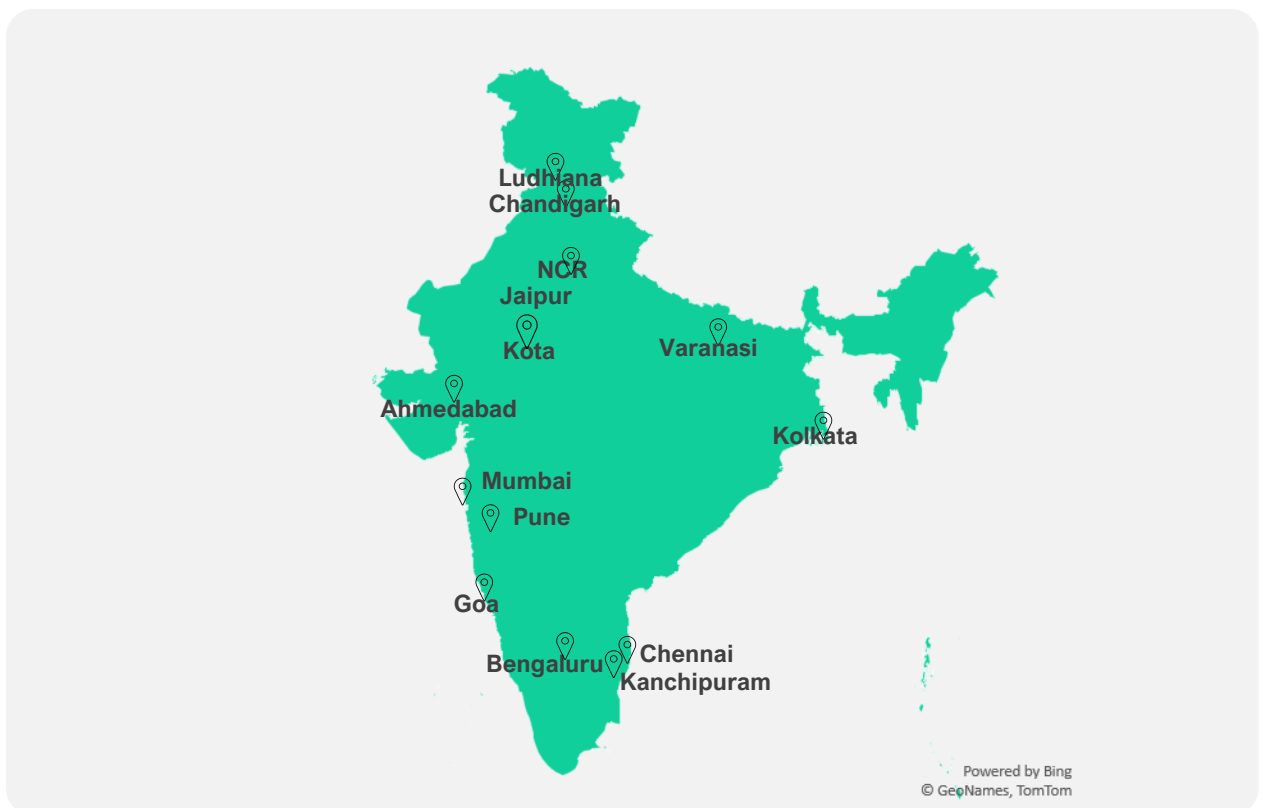 Ludhiana
Chandigarh
NCR
Jaipur
Kota
Varanasi
Ahmedabad
Kolkata
Mumbai
Pune
Goa
Bengaluru
Chennai
Kanchipuram
Powered by Bing
© GeoNames, TomTom